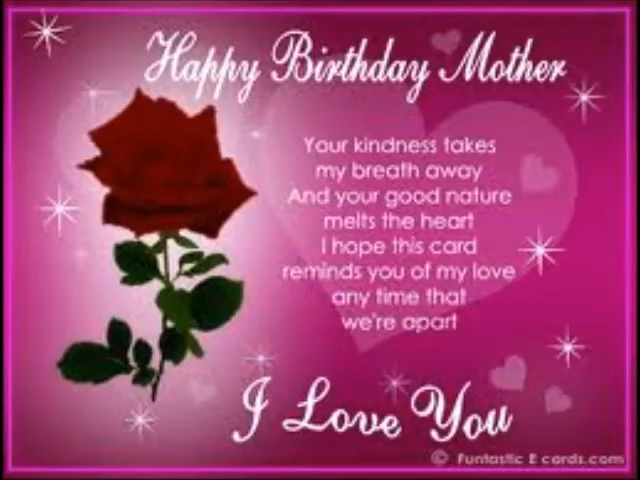 Happy Birthday Mother
Your kindness takes
my breath away
And your good nature
melts the heart
I hope this card
reminds you of my love
any time that
we're apart
I Love You
© Funtastic E cards.com